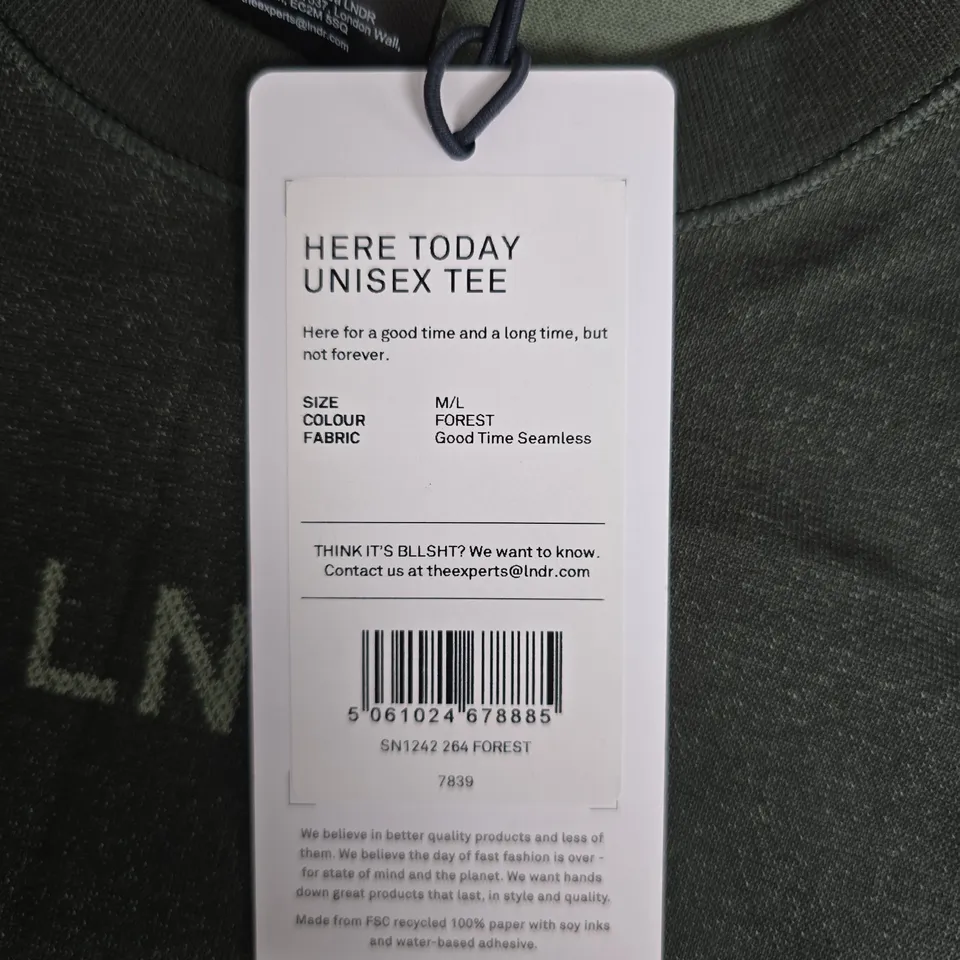 LNDR
037, London Wall,
EC2M 5SQ
theexperts@lndr.com
HERE TODAY
UNISEX TEE
Here for a good time and a long time, but
not forever.
SIZE M/L
COLOUR FOREST
FABRIC Good Time Seamless
THINK IT'S BLLSHT? We want to know.
Contact us at theexperts@lndr.com
LN
5 061024 678885
SN1242 264 FOREST
7839
We believe in better quality products and less of
them. We believe the day of fast fashion is over -
for state of mind and the planet. We want hands
down great products that last, in style and quality.
Made from FSC recycled 100% paper with soy inks
and water-based adhesive.